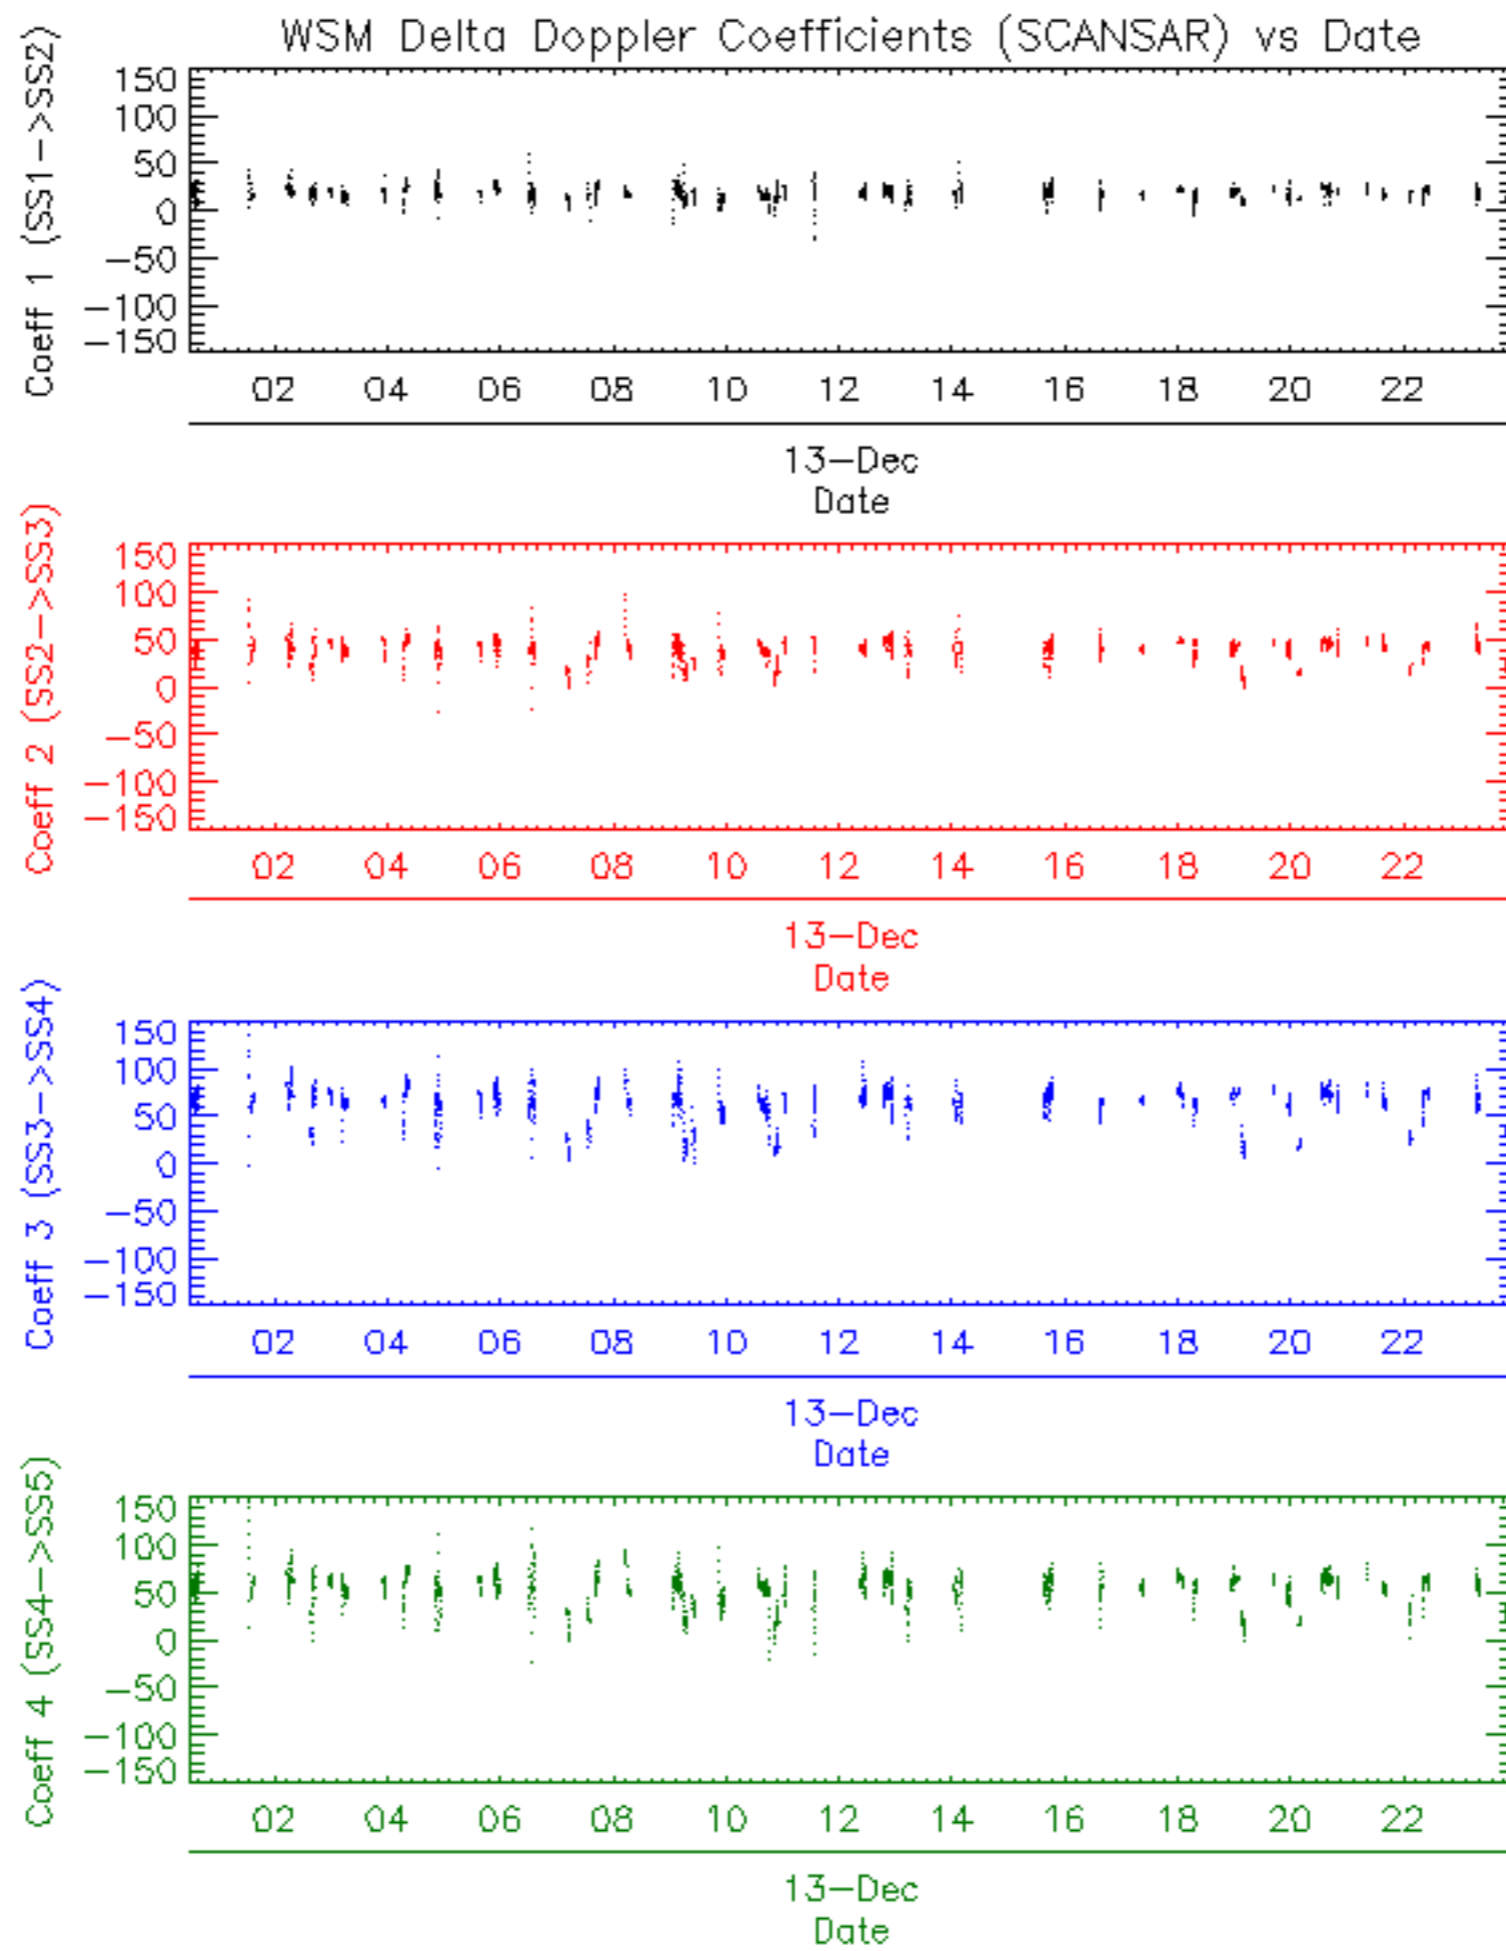 WSM Delta Doppler Coefficients (SCANSAR) vs Date
Coeff 1 (SS1->SS2)
150
100
50
0
-50
-100
-150
02 04 06 08 10 12 14 16 18 20 22
13-Dec
Date
Coeff 2 (SS2->SS3)
150
100
50
0
-50
-100
-150
02 04 06 08 10 12 14 16 18 20 22
13-Dec
Date
Coeff 3 (SS3->SS4)
150
100
50
0
-50
-100
-150
02 04 06 08 10 12 14 16 18 20 22
13-Dec
Date
Coeff 4 (SS4->SS5)
150
100
50
0
-50
-100
-150
02 04 06 08 10 12 14 16 18 20 22
13-Dec
Date